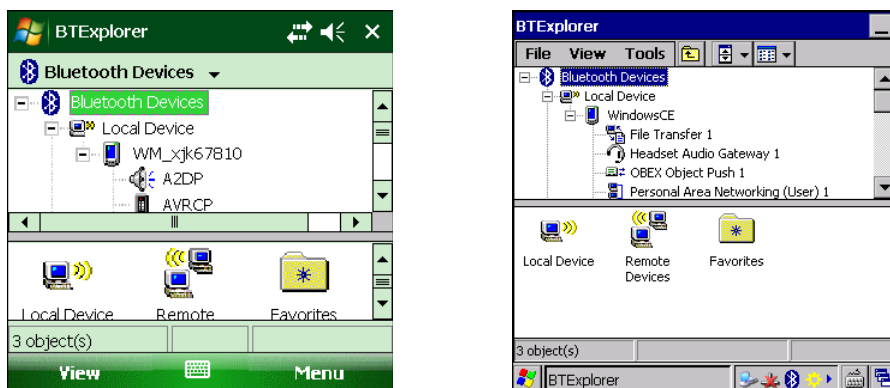 BTExplorer
Bluetooth Devices
Bluetooth Devices
Local Device
WM_xjk67810
A2DP
AVRCP
Local Device Remote Favorites
3 object(s)
View Menu
BTExplorer
File View Tools
Bluetooth Devices
Local Device
WindowsCE
File Transfer 1
Headset Audio Gateway 1
OBEX Object Push 1
Personal Area Networking (User) 1
Local Device Remote Favorites
Devices
3 object(s)
BTExplorer